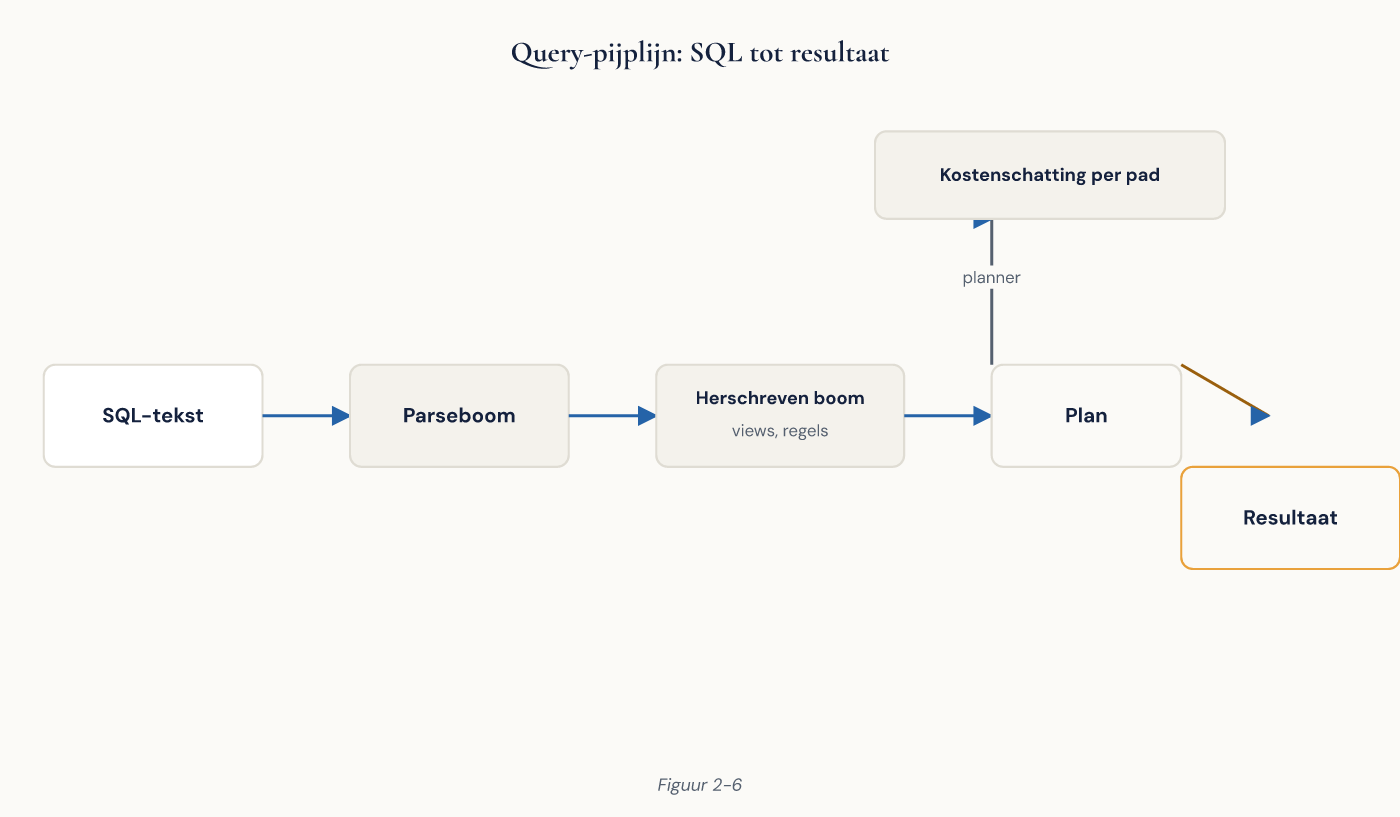 Query-pijplijn: SQL tot resultaat
Kostenschatting per pad
planner
SQL-tekst
Parseboom
Herschreven boom
views, regels
Plan
Resultaat
Figuur 2-6